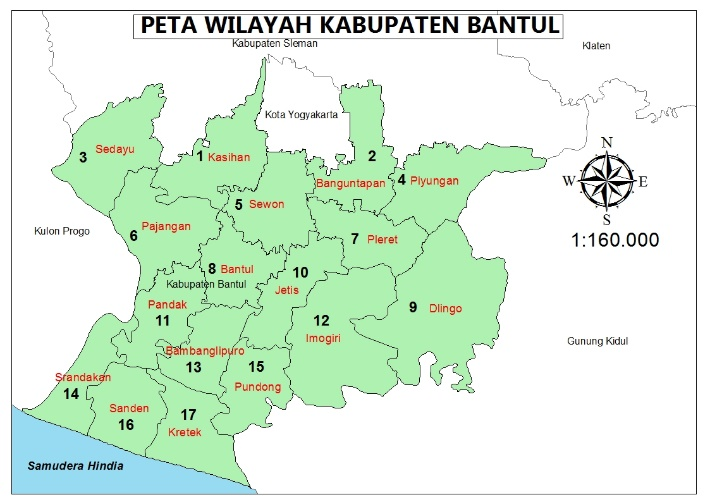 PETA WILAYAH KABUPATEN BANTUL
Kabupaten Sleman
Klaten
Kota Yogyakarta
3 Sedayu
1 Kasihan
2
Banguntapan
4 Piyungan
N
W E
S
1:160.000
5 Sewon
6 Pajangan
Kulon Progo
7 Pleret
8 Bantul
Kabupaten Bantul
10
Jetis
9 Dlingo
Pandak
11
12
Imogiri
Gunung Kidul
Bambanglipuro
13
15
Pundong
Srandakan
14
Sanden
16
17
Kretek
Samudera Hindia